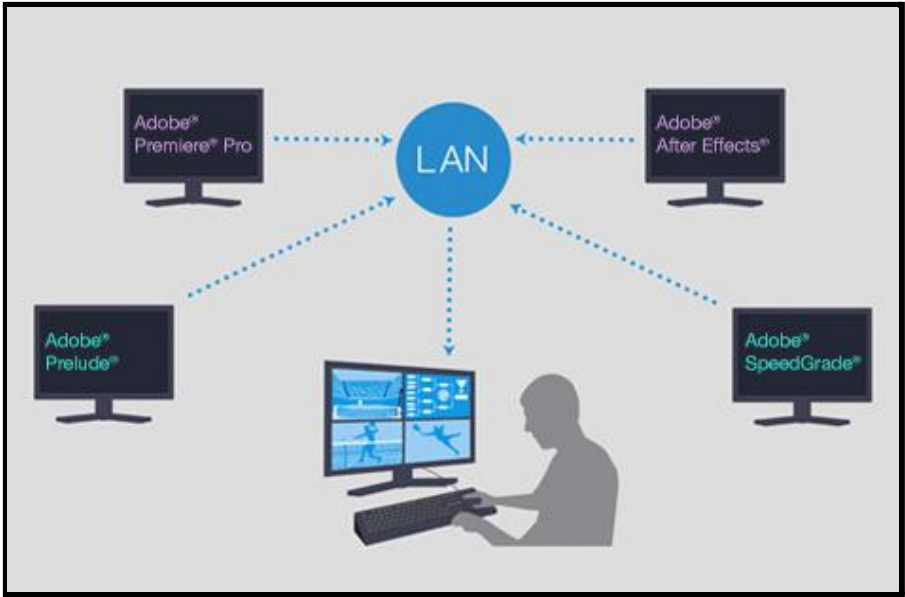 Adobe®
Premiere® Pro
LAN
Adobe®
After Effects®
Adobe®
Prelude®
Adobe®
SpeedGrade®